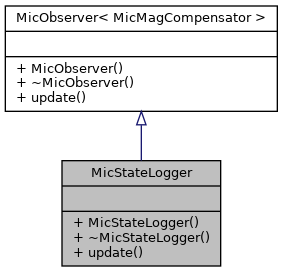 MicObserver< MicMagCompensator >
+ MicObserver()
+ ~MicObserver()
+ update()
MicStateLogger
+ MicStateLogger()
+ ~MicStateLogger()
+ update()